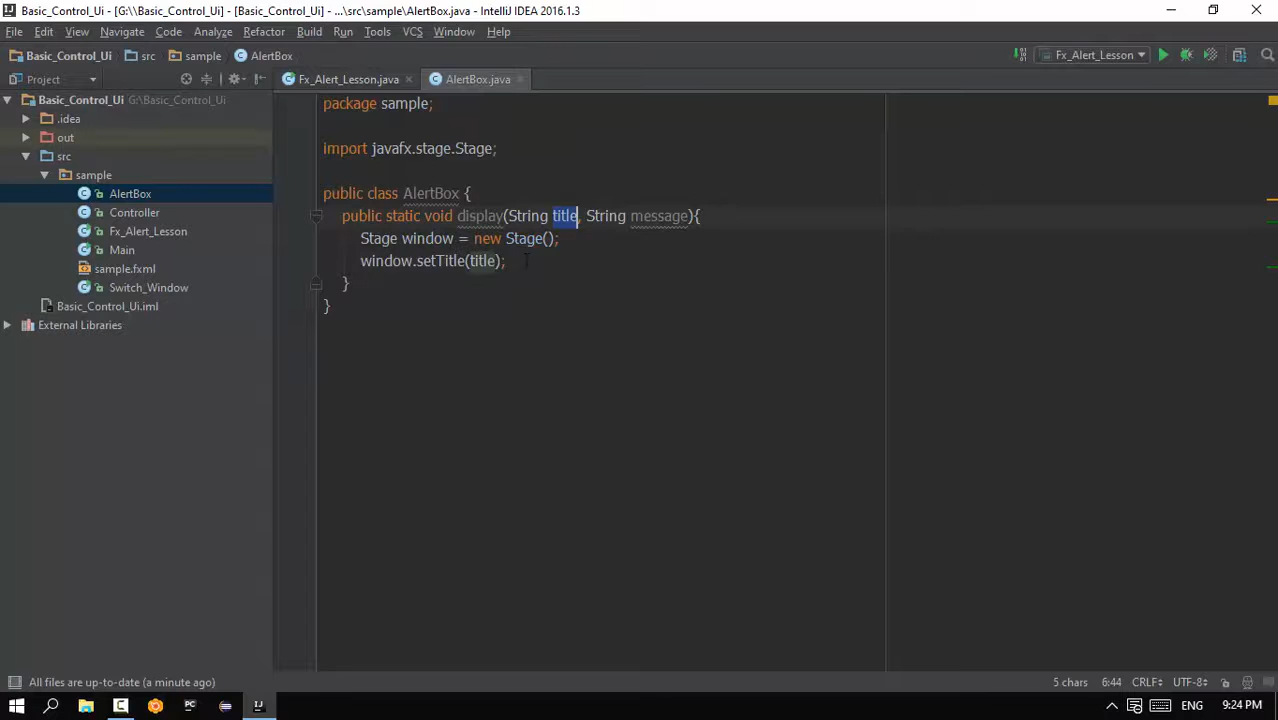 Basic_Control_Ui - [G:\\Basic_Control_Ui] - [Basic_Control_Ui] - ...\src\sample\AlertBox.java - IntelliJ IDEA 2016.1.3
File Edit View Navigate Code Analyze Refactor Build Run Tools VCS Window Help
Basic_Control_Ui src sample AlertBox Fx_Alert_Lesson
Project Fx_Alert_Lesson.java AlertBox.java
Basic_Control_Ui G:\Basic_Control_Ui
.idea
out
src
sample
AlertBox
Controller
Fx_Alert_Lesson
Main
sample.fxml
Switch_Window
Basic_Control_Ui.iml
External Libraries
package sample;
import javafx.stage.Stage;
public class AlertBox {
public static void display(String title, String message){
Stage window = new Stage();
window.setTitle(title);
}
}
All files are up-to-date (a minute ago) 5 chars 6:44 CRLF÷ UTF-8÷
PC ENG 9:24 PM